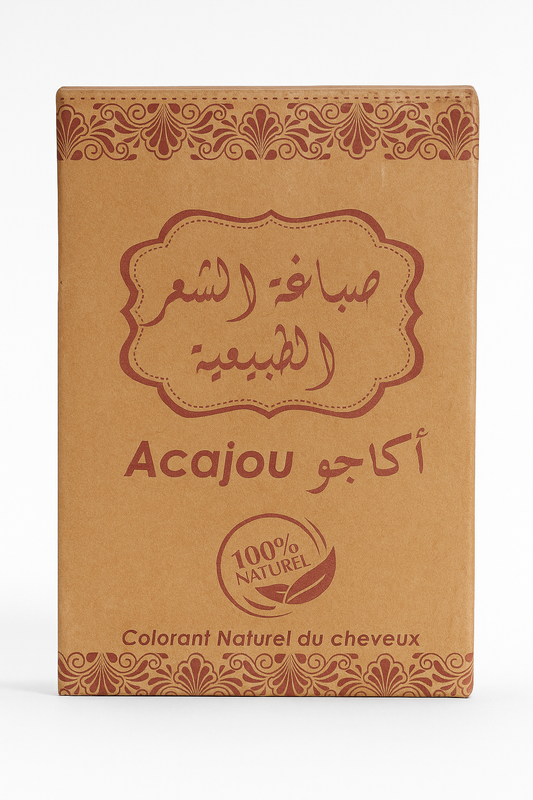 صباغة الشعر
الطبيعية
Acajou أكاجو
100%
NATUREL
Colorant Naturel du cheveux